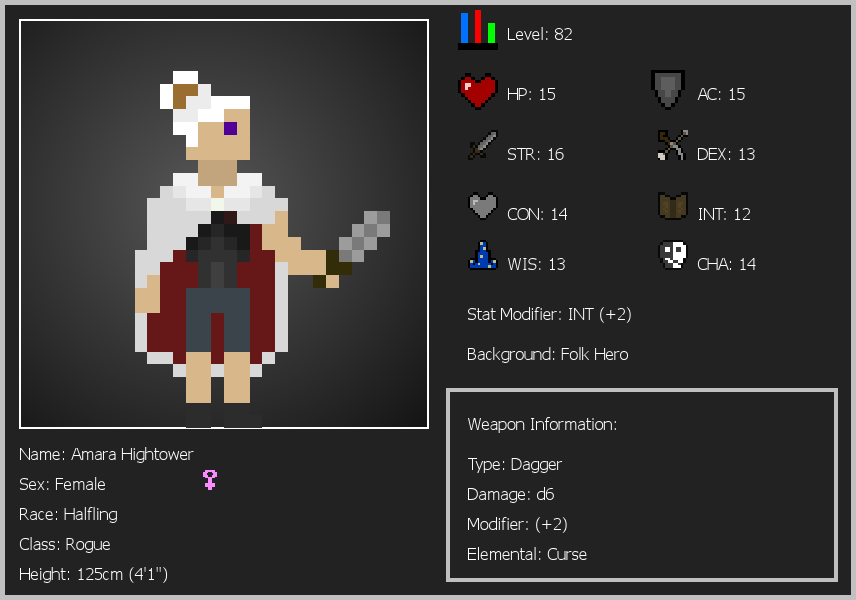 Level: 82
HP: 15
AC: 15
STR: 16
DEX: 13
CON: 14
INT: 12
WIS: 13
CHA: 14
Stat Modifier: INT (+2)
Background: Folk Hero
Weapon Information:
Type: Dagger
Damage: d6
Modifier: (+2)
Elemental: Curse
Name: Amara Hightower
Sex: Female
Race: Halfling
Class: Rogue
Height: 125cm (4'1")